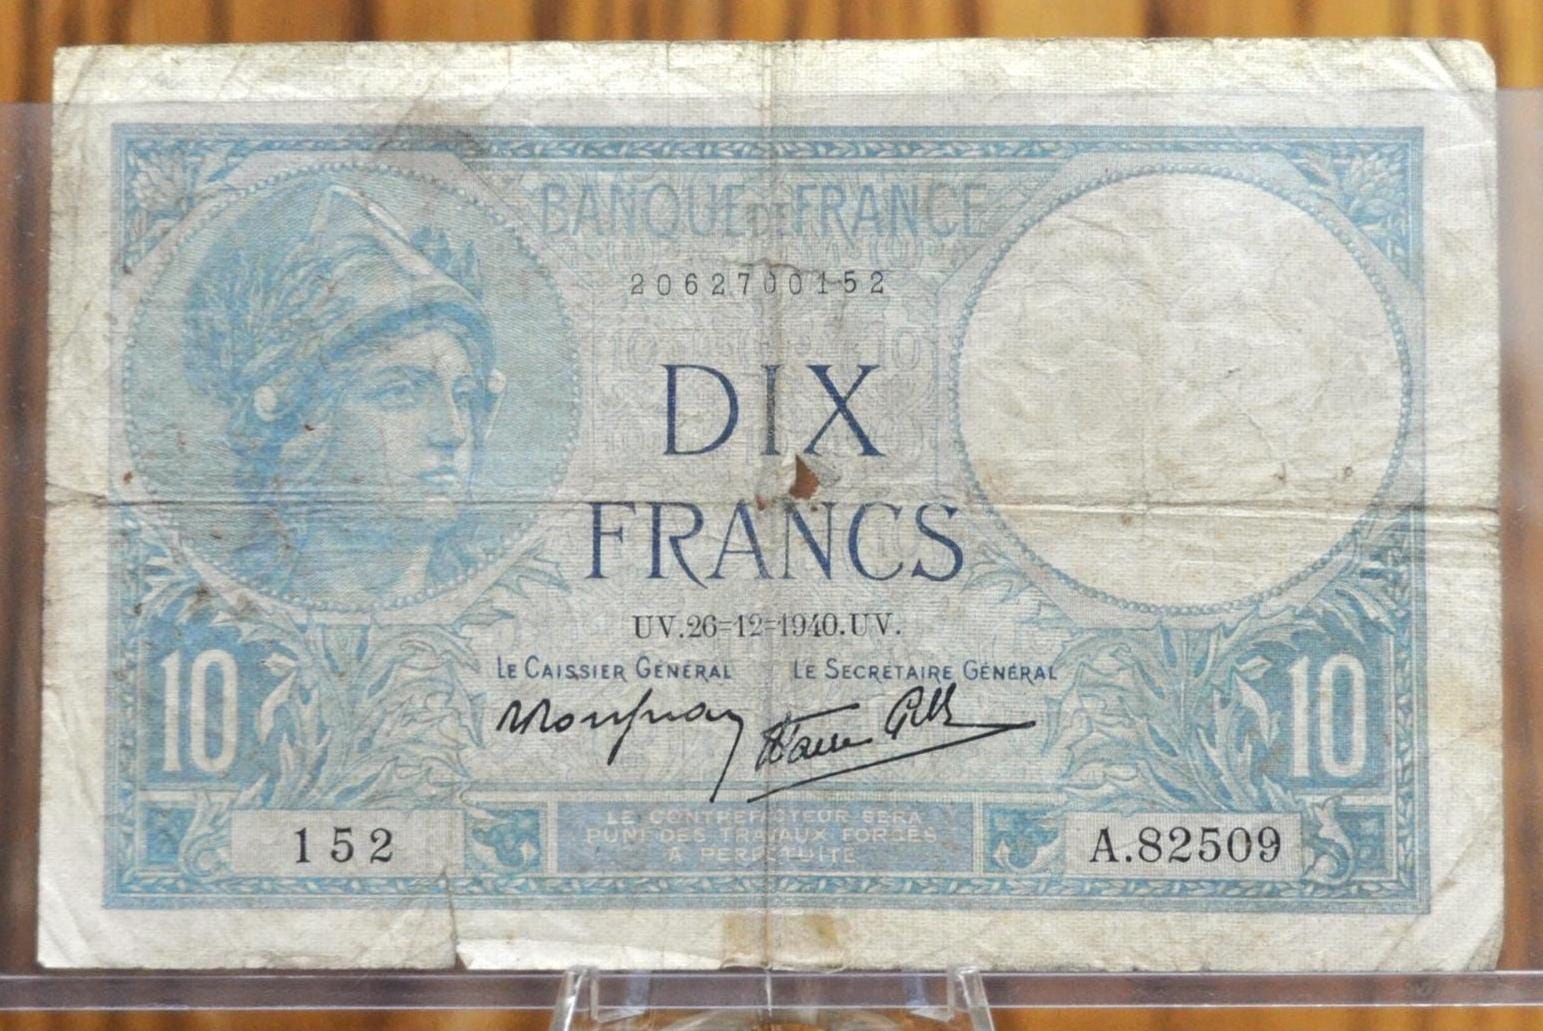 BANQUE DE FRANCE
2062700152
DIX
FRANCS
UV.26=12=1940.UV.
LE CAISSIER GÉNÉRAL
LE SECRÉTAIRE GÉNÉRAL
10
10
LE CONTREFACTEUR SERA
PUNI DES TRAVAUX FORCÉS
À PERPÉTUITÉ
152
A.82509